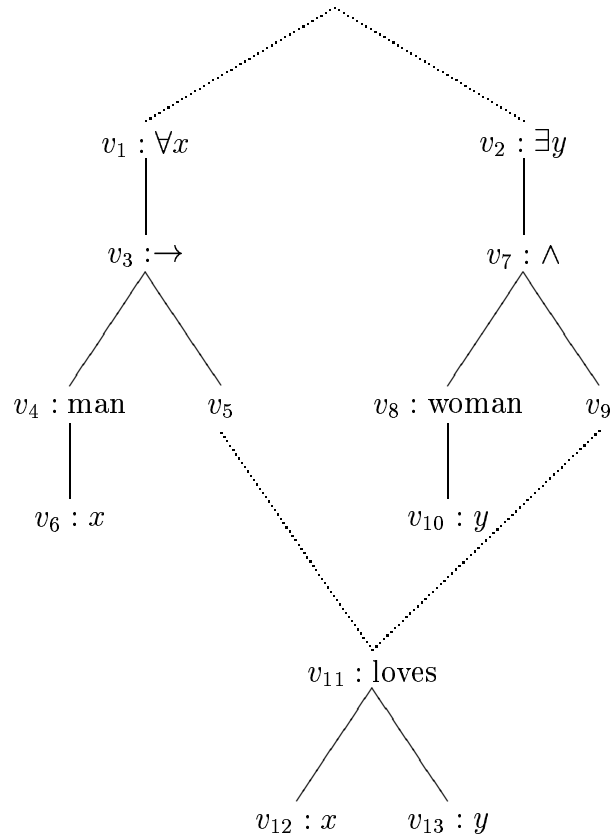 v₁ : ∀x v₂ : ∃y
v₃ :→ v₇ : ∧
v₄ : man v₅ v₈ : woman v₉
v₆ : x v₁₀ : y
v₁₁ : loves
v₁₂ : x v₁₃ : y